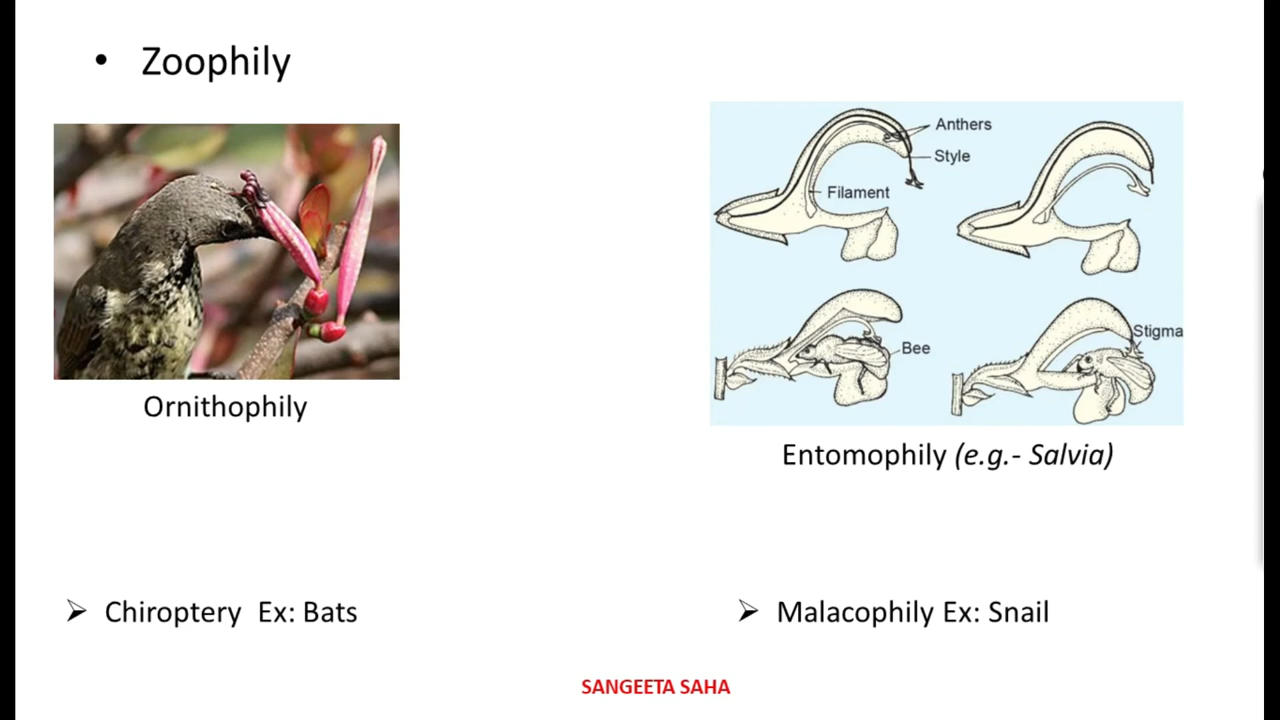 • Zoophily
Anthers
Style
Filament
Bee
Stigma
Ornithophily
Entomophily (e.g.- Salvia)
➢ Chiroptery Ex: Bats
➢ Malacophily Ex: Snail
SANGEETA SAHA